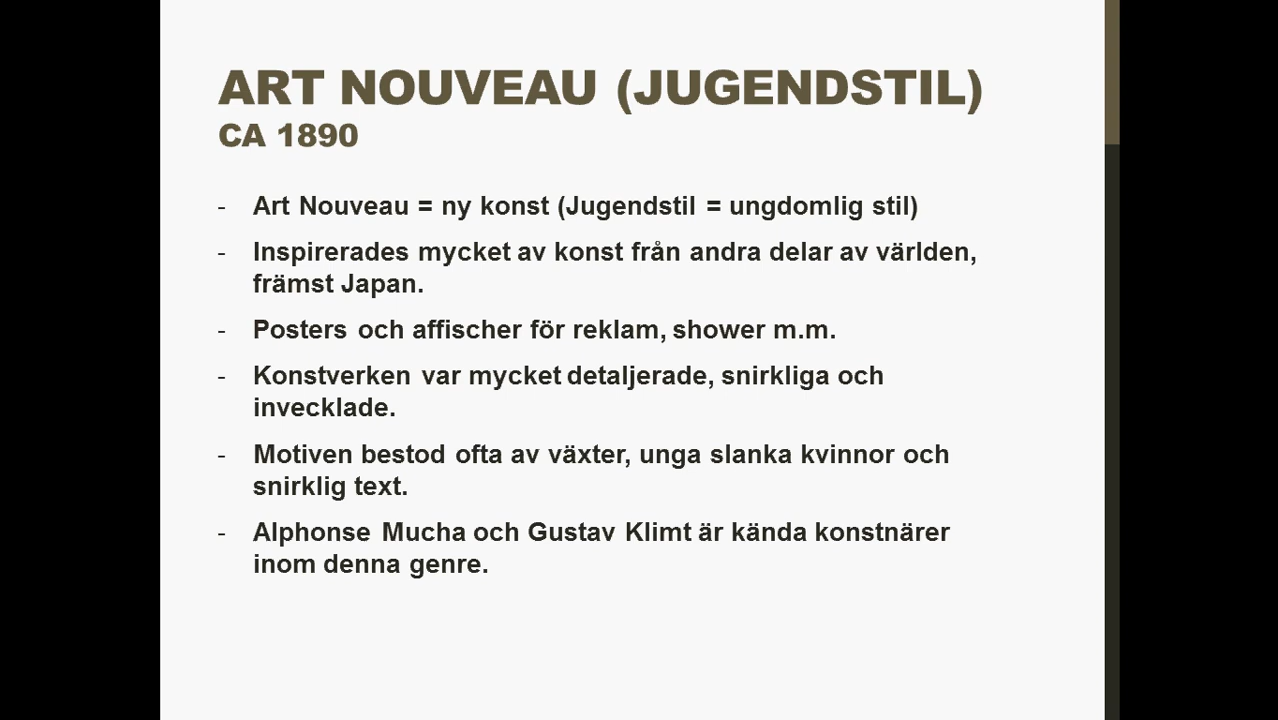 ART NOUVEAU (JUGENDSTIL)
CA 1890
- Art Nouveau = ny konst (Jugendstil = ungdomlig stil)
- Inspirerades mycket av konst från andra delar av världen,
främst Japan.
- Posters och affischer för reklam, shower m.m.
- Konstverken var mycket detaljerade, snirkliga och
invecklade.
- Motiven bestod ofta av växter, unga slanka kvinnor och
snirklig text.
- Alphonse Mucha och Gustav Klimt är kända konstnärer
inom denna genre.